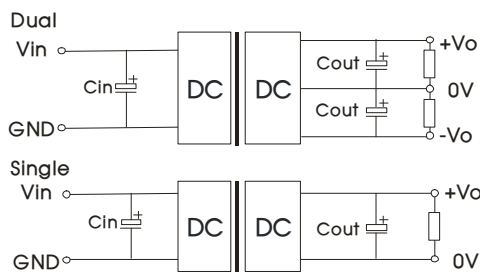 Dual
Vin
Cin
GND
DC
DC
Cout
Cout
+Vo
0V
-Vo
Single
Vin
Cin
GND
DC
DC
Cout
+Vo
0V